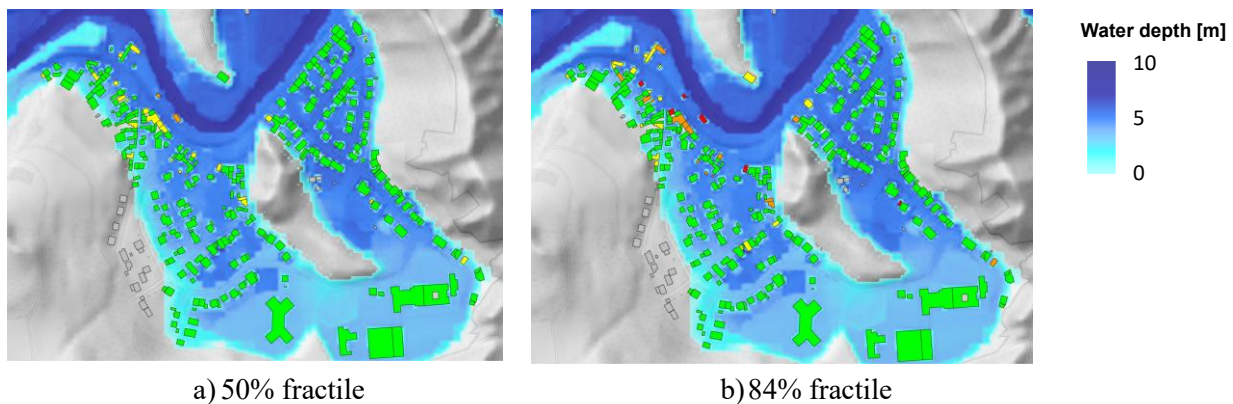 Water depth [m]
10
5
0
a) 50% fractile
b) 84% fractile